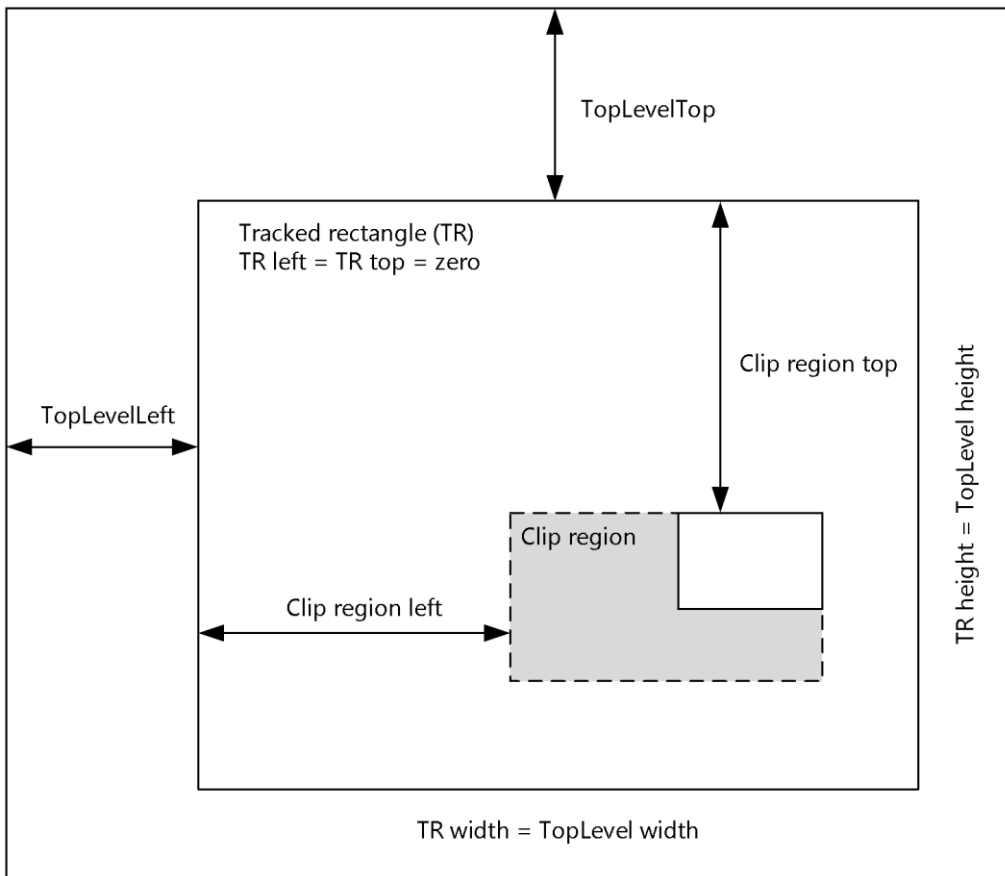 TopLevelTop
Tracked rectangle (TR)
TR left = TR top = zero
Clip region top
TopLevelLeft
TR height = TopLevel height
Clip region
Clip region left
TR width = TopLevel width